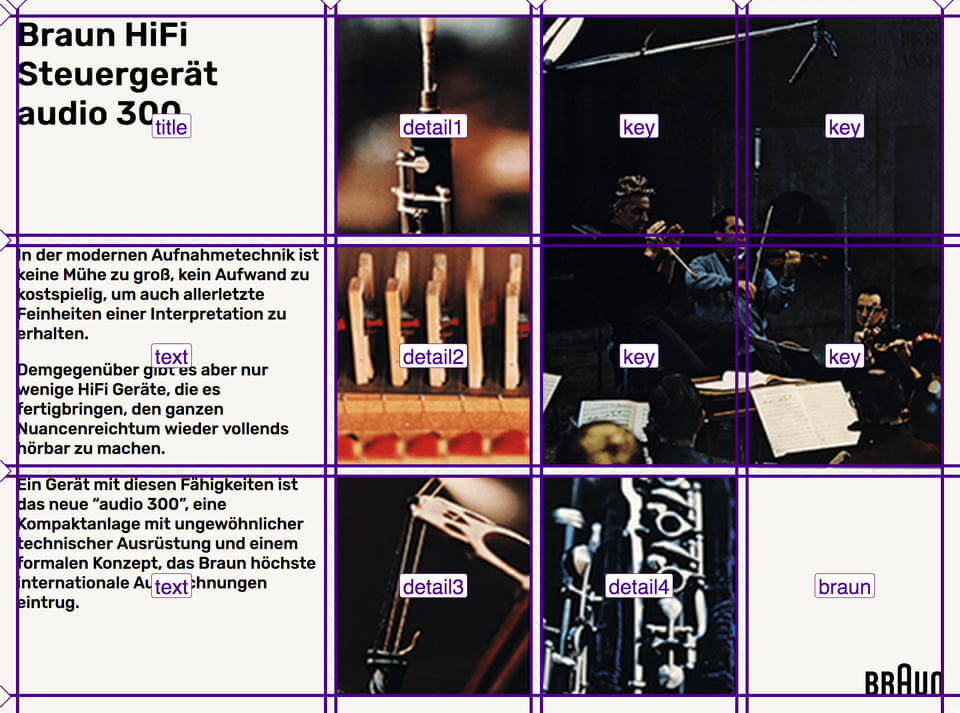 Braun HiFi
Steuergerät
audio 300
title
detail1
key
key
In der modernen Aufnahmetechnik ist
keine Mühe zu groß, kein Aufwand zu
kostspielig, um auch allerletzte
Feinheiten einer Interpretation zu
erhalten.
text
Demgegenüber gibt es aber nur
wenige HiFi Geräte, die es
fertigbringen, den ganzen
Nuancenreichtum wieder vollends
hörbar zu machen.
detail2
key
key
Ein Gerät mit diesen Fähigkeiten ist
das neue “audio 300”, eine
Kompaktanlage mit ungewöhnlicher
technischer Ausrüstung und einem
formalen Konzept, das Braun höchste
internationale Auszeichnungen
eintrug.
text
detail3
detail4
braun
BRAUN